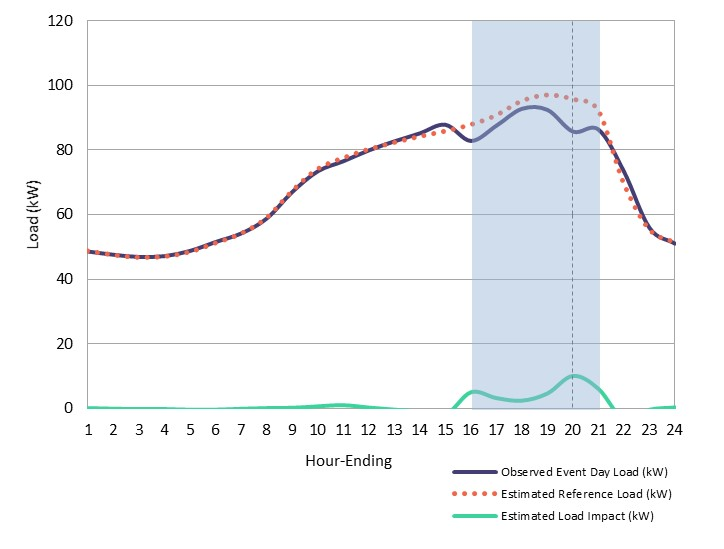 120
100
80
60
40
20
0
Load (kW)
1 2 3 4 5 6 7 8 9 10 11 12 13 14 15 16 17 18 19 20 21 22 23 24
Hour-Ending
Observed Event Day Load (kW)
Estimated Reference Load (kW)
Estimated Load Impact (kW)